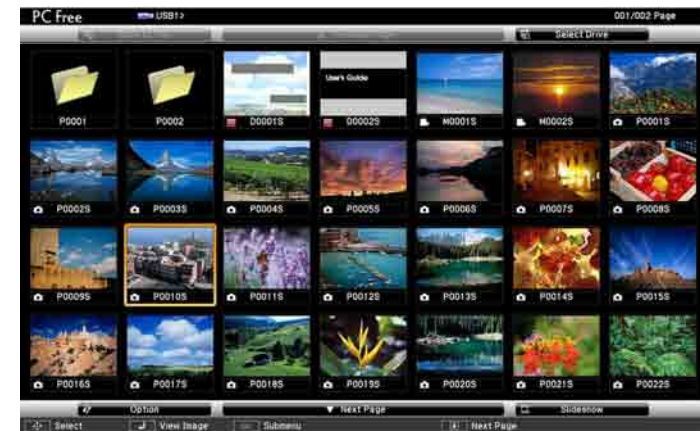 PC Free USB1 001/002 Page
Select Drive
User's Guide
P0001 P0002 D0001S D0002S M0001S M0002S P0001S
P0002S P0003S P0004S P0005S P0006S P0007S P0008S
P0009S P0010S P0011S P0012S P0013S P0014S P0015S
P0016S P0017S P0018S P0019S P0020S P0021S P0022S
Option Next Page Slideshow
Select View Image Submenu Next Page